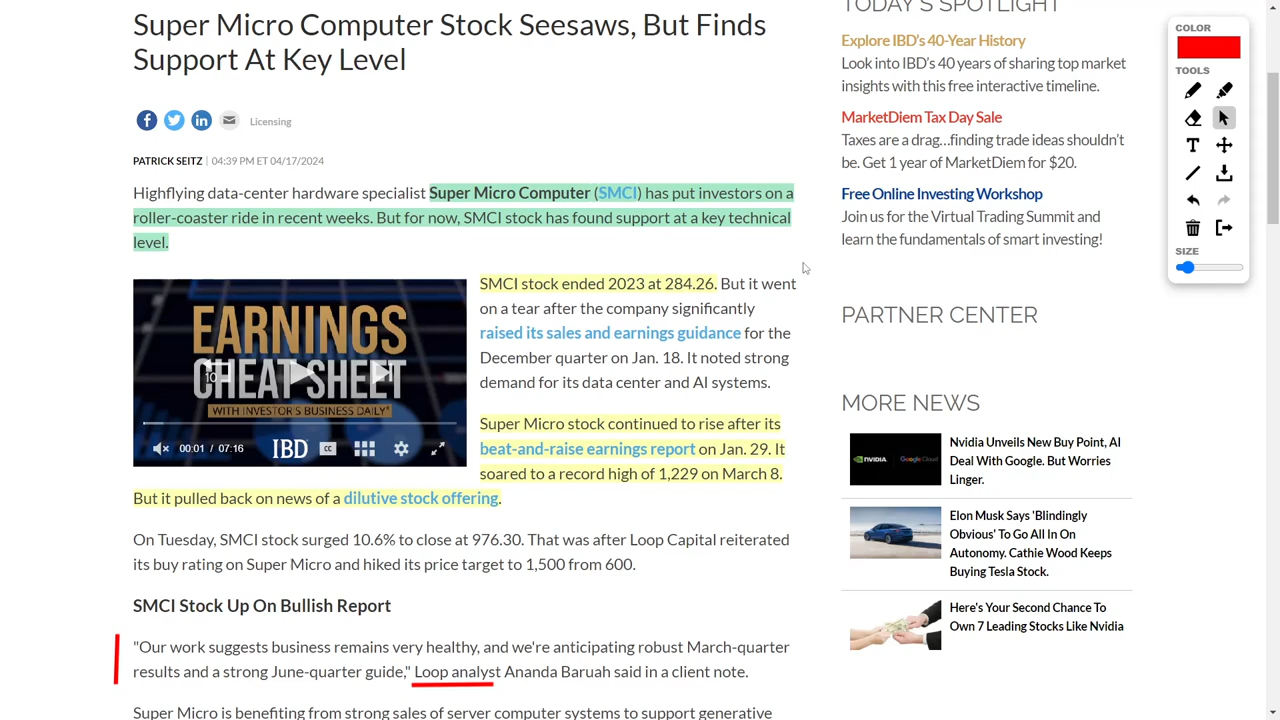 Super Micro Computer Stock Seesaws, But Finds
Support At Key Level
Licensing
PATRICK SEITZ | 04:39 PM ET 04/17/2024
Highflying data-center hardware specialist Super Micro Computer (SMCI) has put investors on a
roller-coaster ride in recent weeks. But for now, SMCI stock has found support at a key technical
level.
EARNINGS
CHEAT SHEET
WITH INVESTOR'S BUSINESS DAILY®
10
00:01 / 07:16
IBD
CC
SMCI stock ended 2023 at 284.26. But it went
on a tear after the company significantly
raised its sales and earnings guidance for the
December quarter on Jan. 18. It noted strong
demand for its data center and AI systems.
Super Micro stock continued to rise after its
beat-and-raise earnings report on Jan. 29. It
soared to a record high of 1,229 on March 8.
But it pulled back on news of a dilutive stock offering.
On Tuesday, SMCI stock surged 10.6% to close at 976.30. That was after Loop Capital reiterated
its buy rating on Super Micro and hiked its price target to 1,500 from 600.
SMCI Stock Up On Bullish Report
"Our work suggests business remains very healthy, and we're anticipating robust March-quarter
results and a strong June-quarter guide," Loop analyst Ananda Baruah said in a client note.
Super Micro is benefiting from strong sales of server computer systems to support generative
TODAY'S SPOTLIGHT
Explore IBD's 40-Year History
Look into IBD's 40 years of sharing top market
insights with this free interactive timeline.
MarketDiem Tax Day Sale
Taxes are a drag...finding trade ideas shouldn't
be. Get 1 year of MarketDiem for $20.
Free Online Investing Workshop
Join us for the Virtual Trading Summit and
learn the fundamentals of smart investing!
PARTNER CENTER
MORE NEWS
NVIDIA
Google Cloud
Nvidia Unveils New Buy Point, AI
Deal With Google. But Worries
Linger.
Elon Musk Says 'Blindingly
Obvious' To Go All In On
Autonomy. Cathie Wood Keeps
Buying Tesla Stock.
Here's Your Second Chance To
Own 7 Leading Stocks Like Nvidia
COLOR
TOOLS
T
SIZE